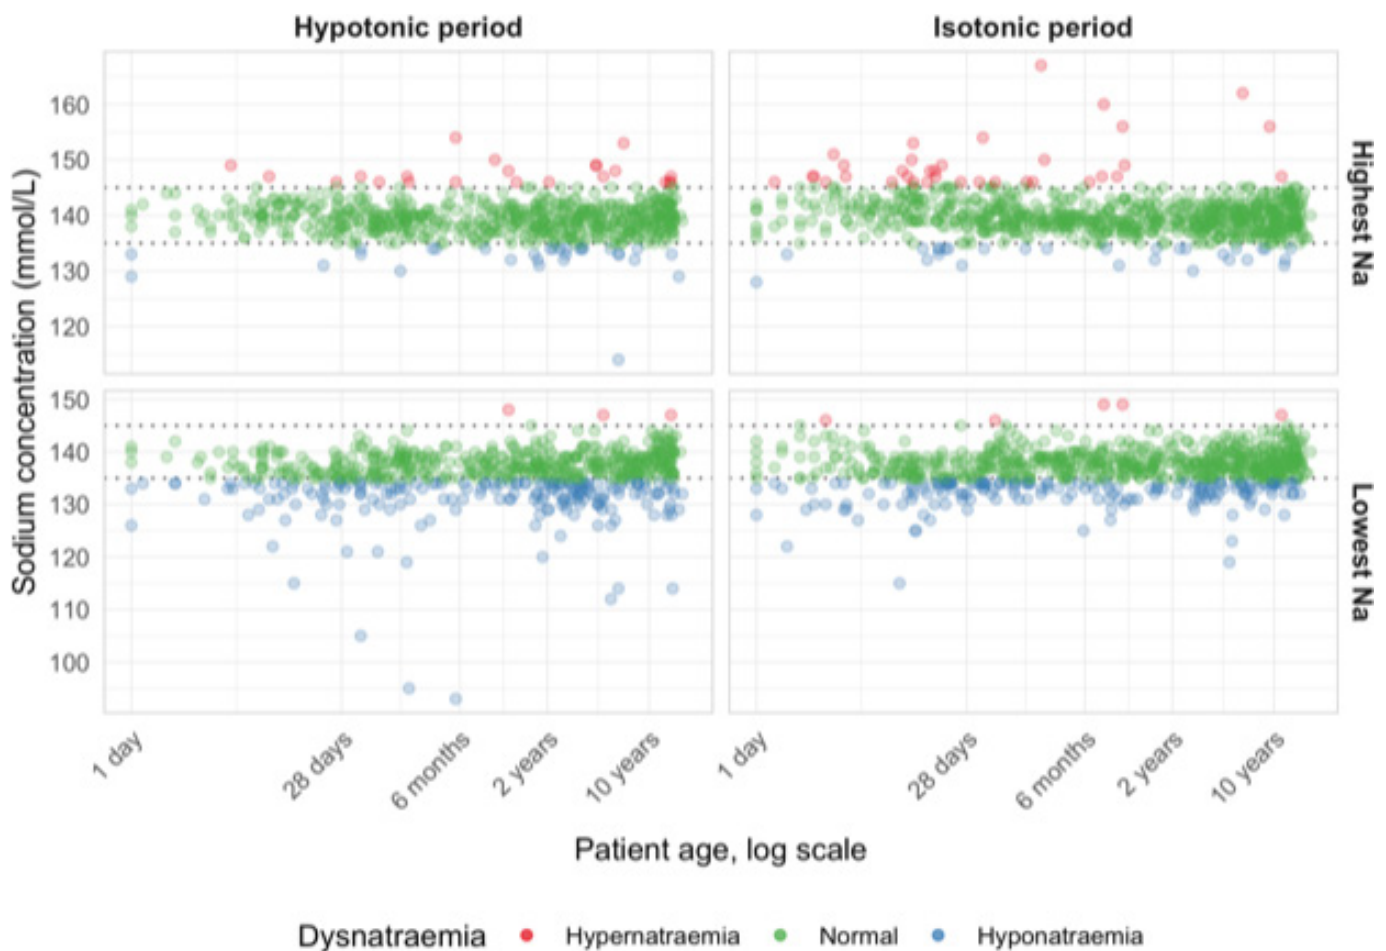 Hypotonic period
Isotonic period
Sodium concentration (mmol/L)
160
150
140
130
120
Highest Na
150
140
130
120
110
100
Lowest Na
1 day
28 days
6 months
2 years
10 years
1 day
28 days
6 months
2 years
10 years
Patient age, log scale
Dysnatraemia
Hypernatraemia
Normal
Hyponatraemia